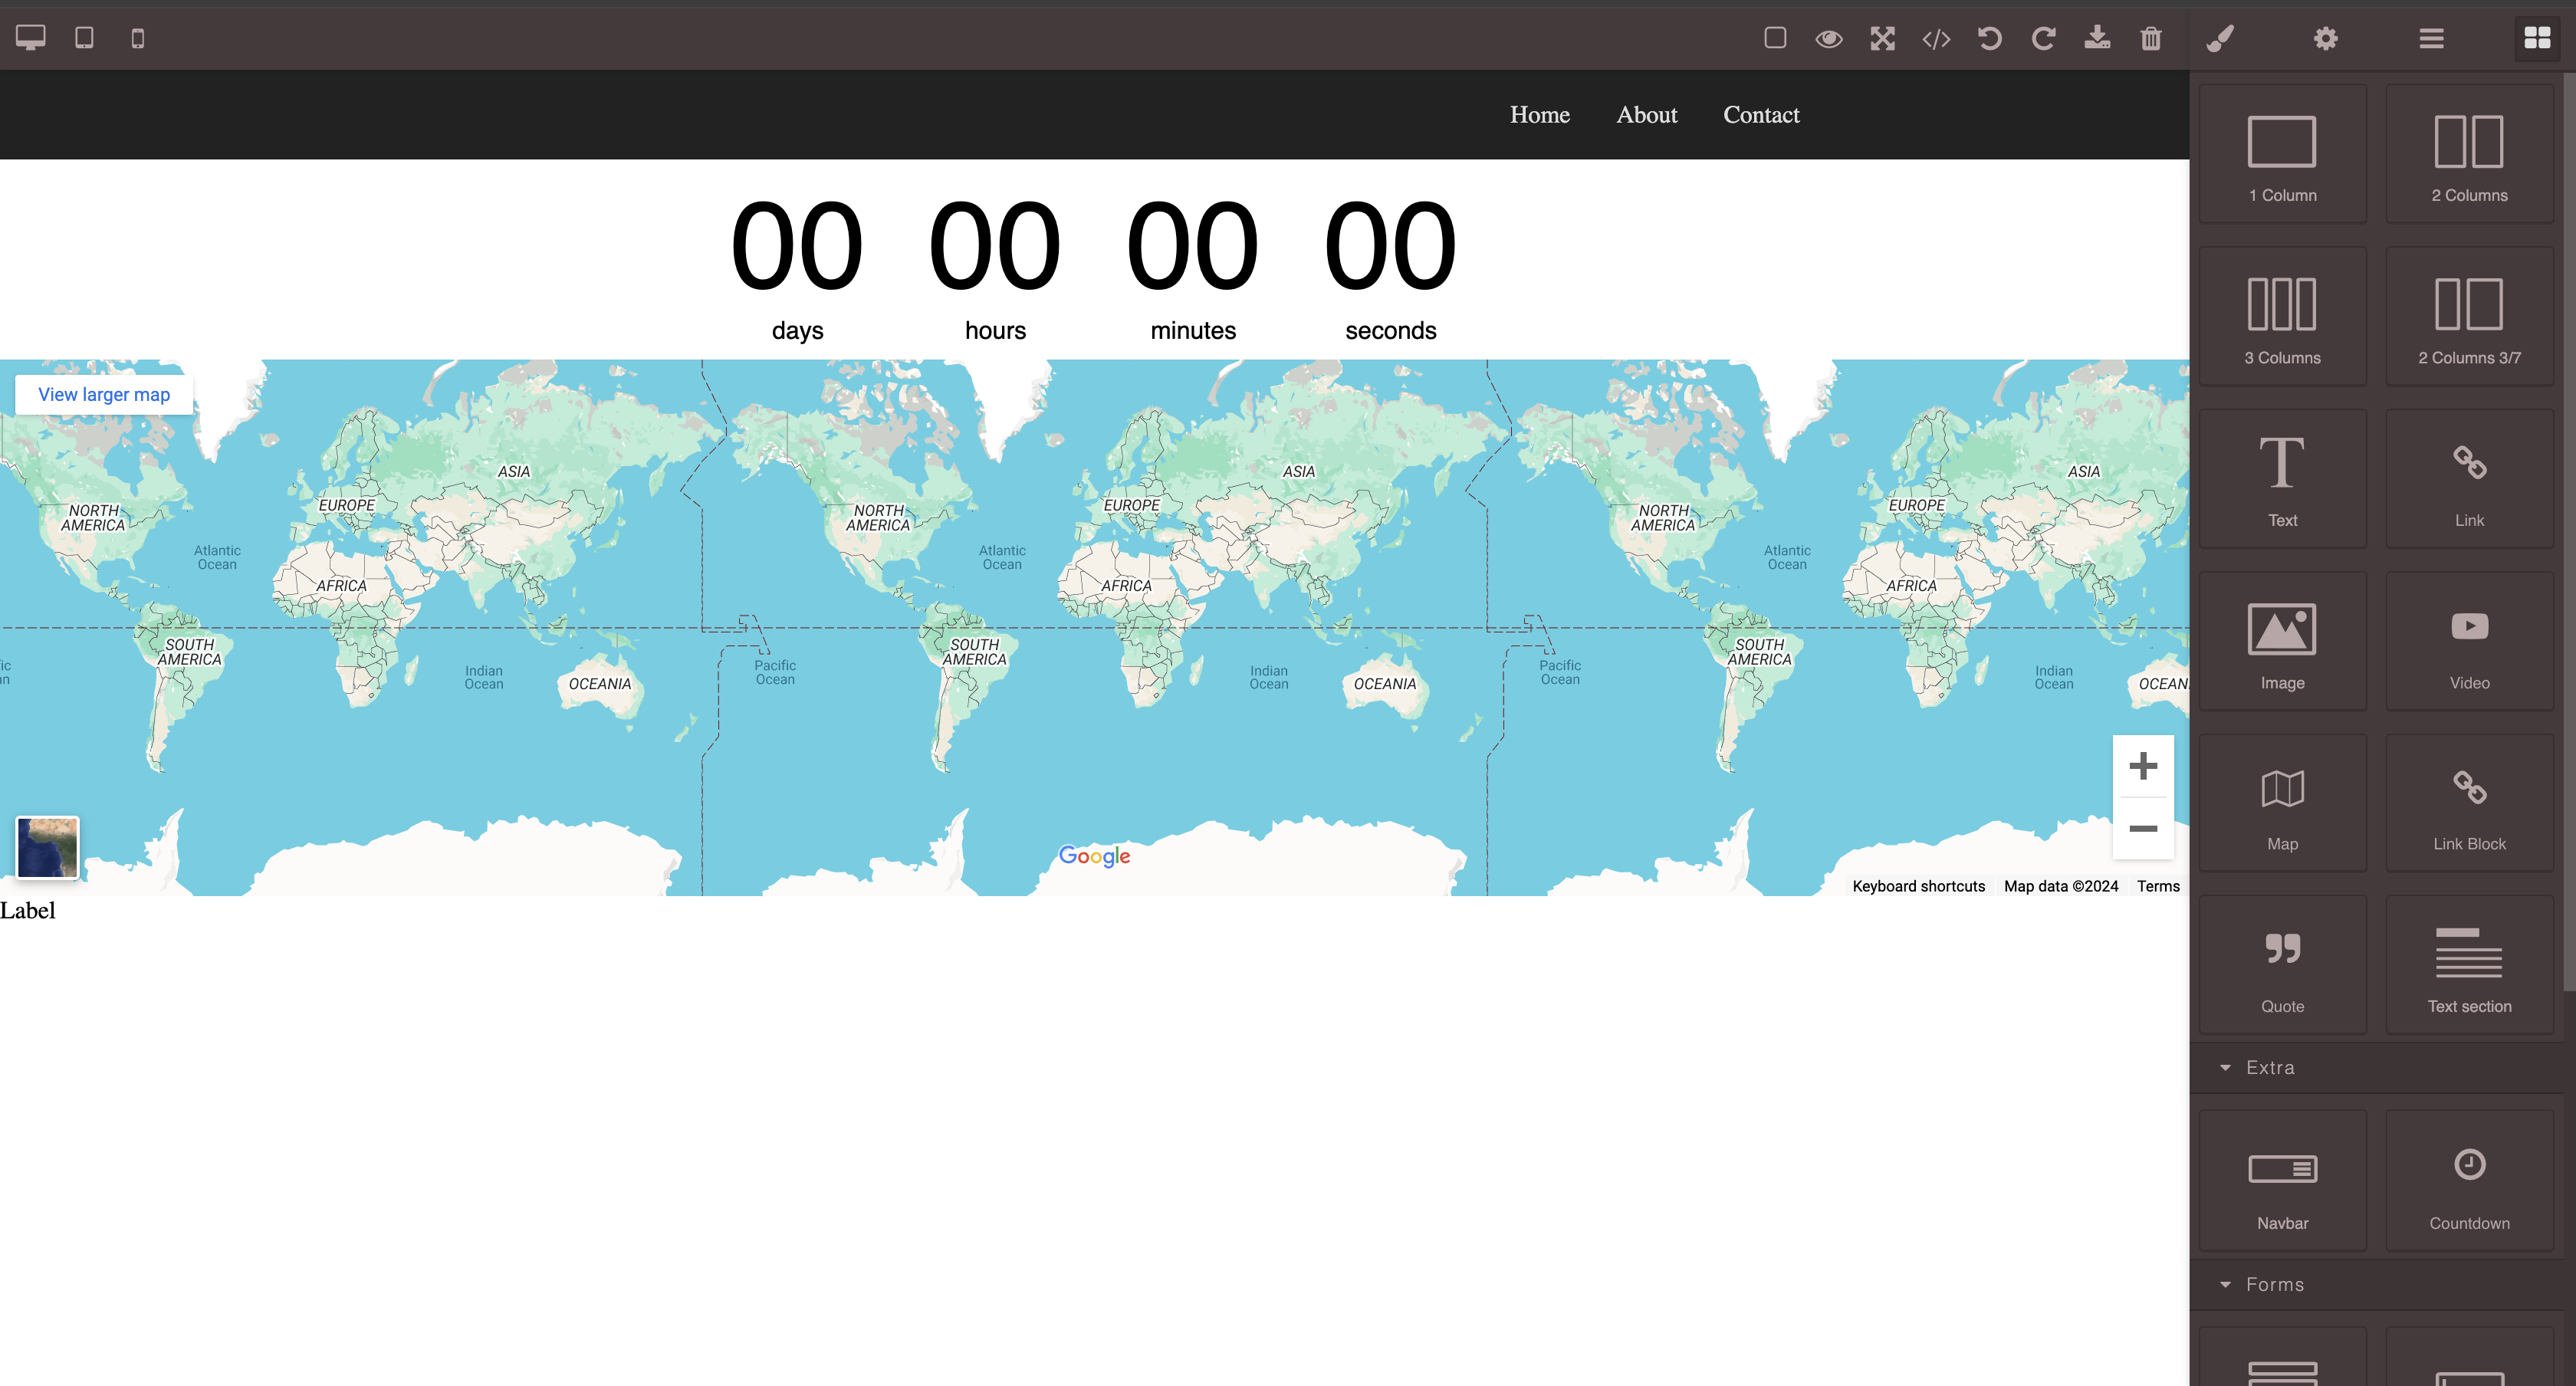 Home About Contact
00 00 00 00
days hours minutes seconds
View larger map
ASIA ASIA ASIA
EUROPE EUROPE EUROPE
NORTH AMERICA NORTH AMERICA NORTH AMERICA
Atlantic Ocean Atlantic Ocean Atlantic Ocean
AFRICA AFRICA AFRICA
SOUTH AMERICA SOUTH AMERICA SOUTH AMERICA
Pacific Ocean Pacific Ocean
Indian Ocean Indian Ocean Indian Ocean
OCEANIA OCEANIA OCEAN
Google
Keyboard shortcuts Map data ©2024 Terms
Label
1 Column
2 Columns
3 Columns
2 Columns 3/7
Text
Link
Image
Video
Map
Link Block
Quote
Text section
Extra
Navbar
Countdown
Forms